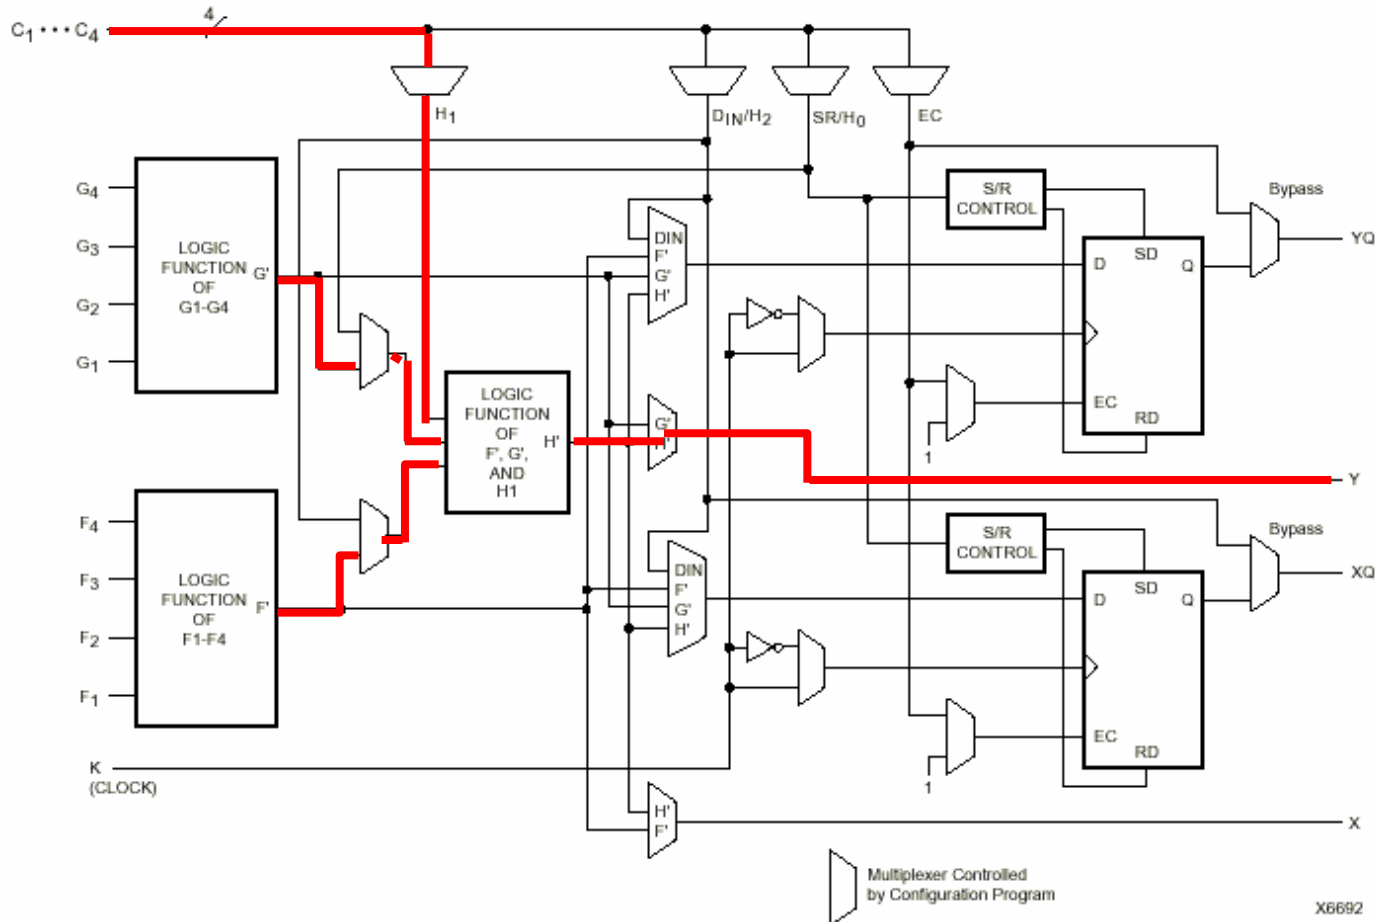 4
C1 • • • C4
H1
DIN/H2
SR/H0
EC
G4
G3
G2
G1
LOGIC
FUNCTION
OF
G1-G4
G'
DIN
F'
G'
H'
S/R
CONTROL
Bypass
YQ
D
SD
Q
EC
RD
1
LOGIC
FUNCTION
OF
F', G',
AND
H1
H'
G'
H'
Y
F4
F3
F2
F1
LOGIC
FUNCTION
OF
F1-F4
F'
DIN
F'
G'
H'
S/R
CONTROL
Bypass
XQ
D
SD
Q
EC
RD
1
K
(CLOCK)
H'
F'
X
Multiplexer Controlled
by Configuration Program
X6692